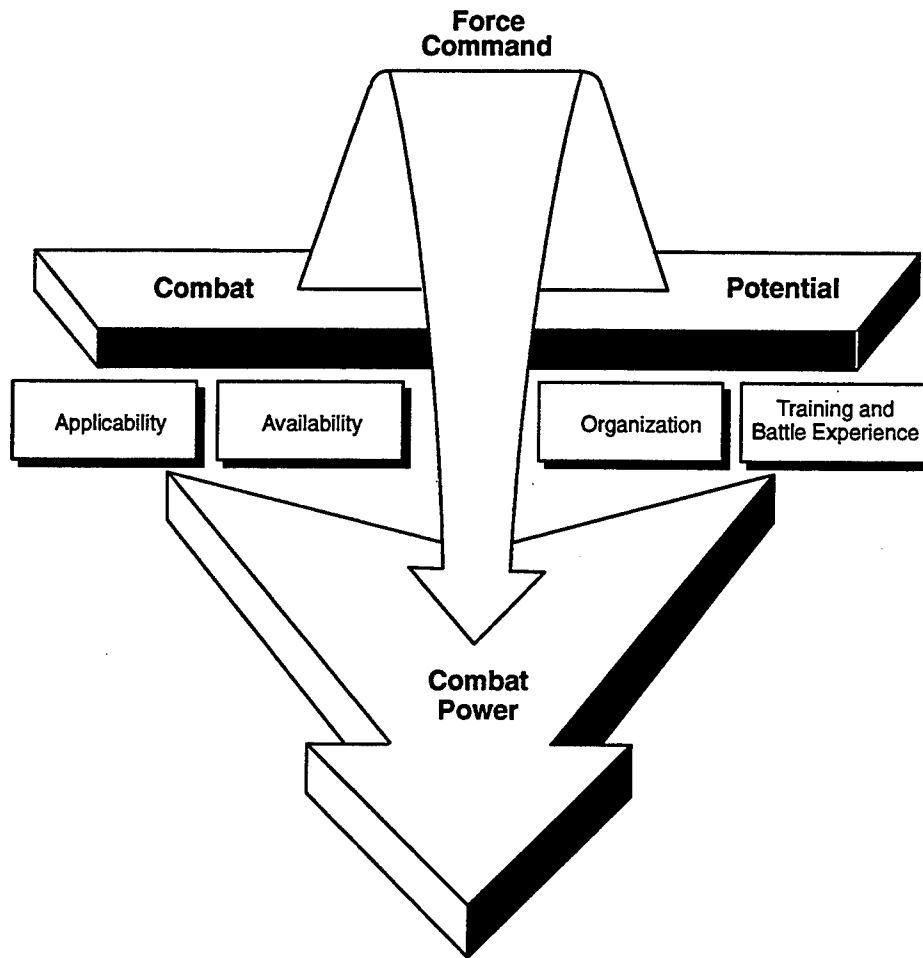 Force
Command
Combat
Potential
Applicability
Availability
Organization
Training and
Battle Experience
Combat
Power